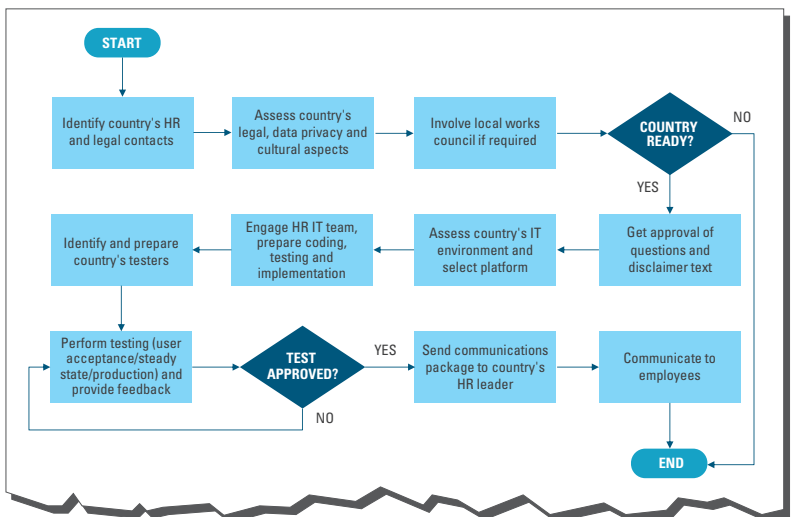 START
Identify country's HR
and legal contacts
Assess country's
legal, data privacy and
cultural aspects
Involve local works
council if required
COUNTRY
READY?
NO
YES
Get approval of
questions and
disclaimer text
Assess country's IT
environment and
select platform
Engage HR IT team,
prepare coding,
testing and
implementation
Identify and prepare
country's testers
Perform testing (user
acceptance/steady
state/production) and
provide feedback
TEST
APPROVED?
YES
NO
Send communications
package to country's
HR leader
Communicate to
employees
END